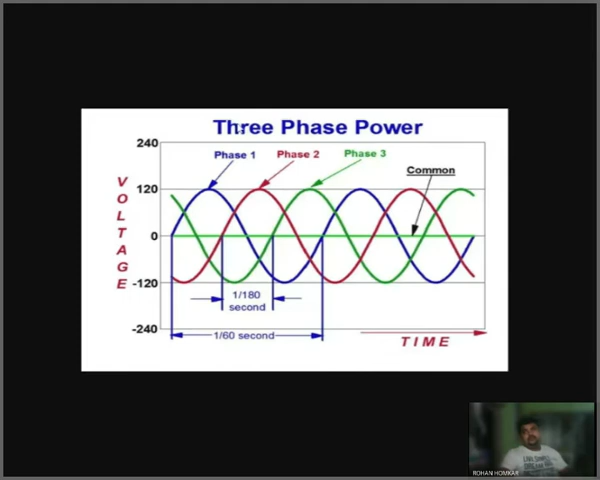 Three Phase Power
240
Phase 1
Phase 2
Phase 3
Common
120
0
-120
-240
VOLTAGE
1/180
second
1/60 second
TIME
ROHAN HOMKAR